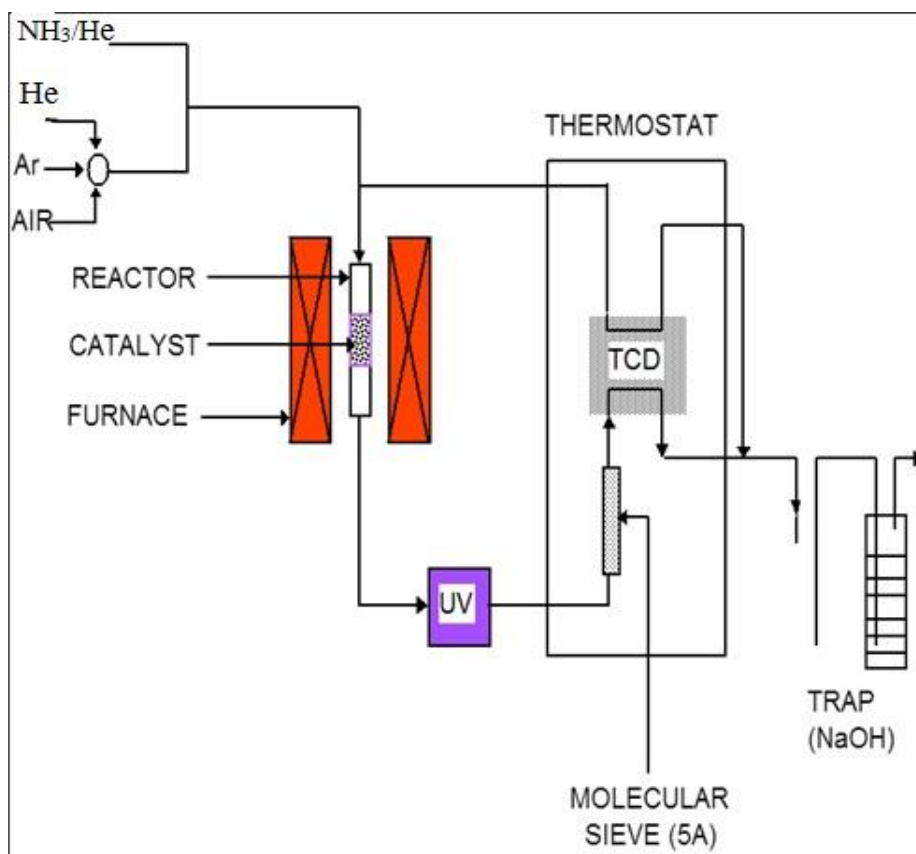 NH₃/He
He
Ar
AIR
THERMOSTAT
REACTOR
CATALYST
FURNACE
TCD
UV
TRAP
(NaOH)
MOLECULAR
SIEVE (5A)